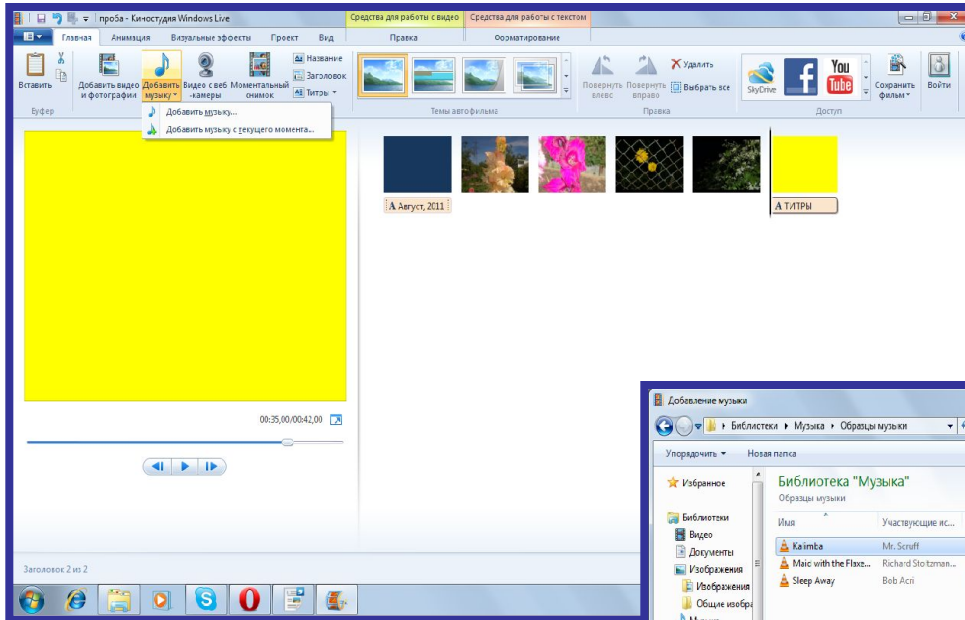 проба - Киностудия Windows Live
Средства для работы с видео
Средства для работы с текстом
Главная
Анимация
Визуальные эффекты
Проект
Вид
Правка
Форматирование
Вставить
Добавить видео и фотографии
Добавить музыку
Видео с веб-камеры
Моментальный снимок
Название
Заголовок
Титры
Повернуть влево
Повернуть вправо
Удалить
Выбрать все
SkyDrive
f
You Tube
Сохранить фильм
Войти
Буфер
Темы автофильма
Правка
Доступ
Добавить музыку...
Добавить музыку с текущего момента...
А Август, 2011
А ТИТРЫ
00:35,00/00:42,00
Заголовок 2 из 2
Добавление музыки
Библиотеки
Музыка
Образцы музыки
Упорядочить
Новая папка
Избранное
Библиотеки
Видео
Документы
Изображения
Изображения
Общие изобра
Музыка
Библиотека "Музыка"
Образцы музыки
Имя
Участвующие ис...
Kalimba
Mr. Scruff
Maid with the Flaxe...
Richard Stoltzman...
Sleep Away
Bob Acri